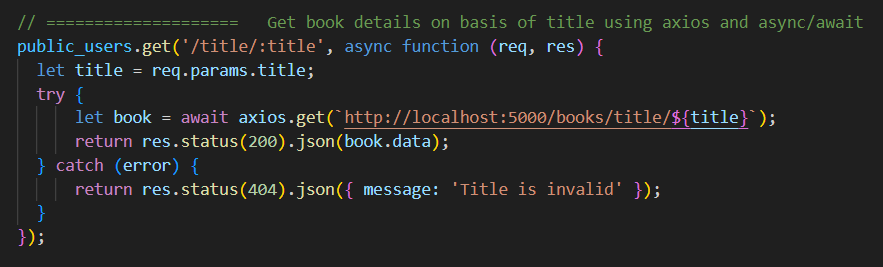 // ====================   Get book details on basis of title using axios and async/await
public_users.get('/title/:title', async function (req, res) {
  let title = req.params.title;
  try {
      let book = await axios.get(`http://localhost:5000/books/title/${title}`);
      return res.status(200).json(book.data);
  } catch (error) {
      return res.status(404).json({ message: 'Title is invalid' });
  }
});